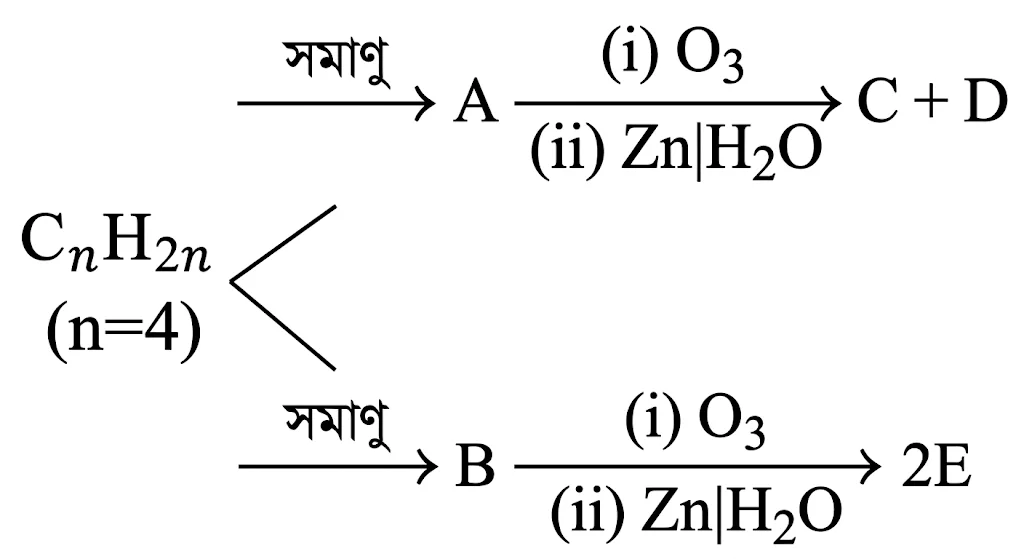 সমাণু (i) O₃
A C + D
(ii) Zn|H₂O
CₙH₂ₙ
(n=4)
সমাণু (i) O₃
B 2E
(ii) Zn|H₂O